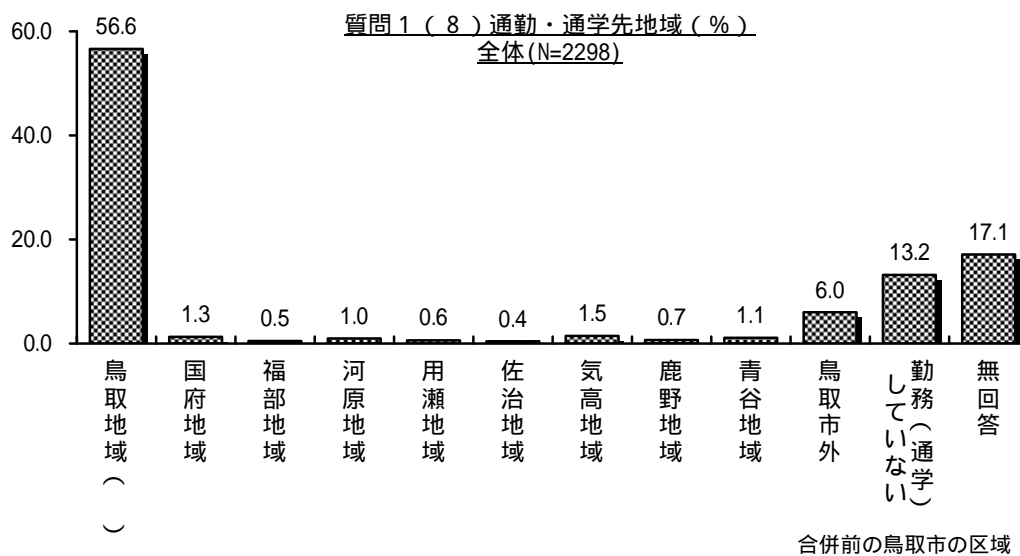 質問１（８）通勤・通学先地域（％）
全体(N=2298)
60.0
40.0
20.0
0.0
56.6
1.3
0.5
1.0
0.6
0.4
1.5
0.7
1.1
6.0
13.2
17.1
鳥取地域（　）
国府地域
福部地域
河原地域
用瀬地域
佐治地域
気高地域
鹿野地域
青谷地域
鳥取市外
勤務（通学）
していない
無回答
合併前の鳥取市の区域